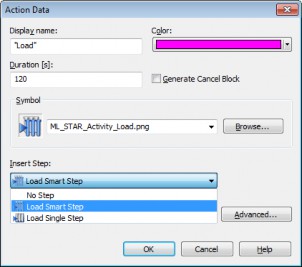 Action Data
Display name:
Color:
"Load"
Duration [s]:
120
Generate Cancel Block
Symbol
ML_STAR_Activity_Load.png
Browse...
Insert Step:
Load Smart Step
No Step
Load Smart Step
Load Single Step
Advanced...
OK
Cancel
Help